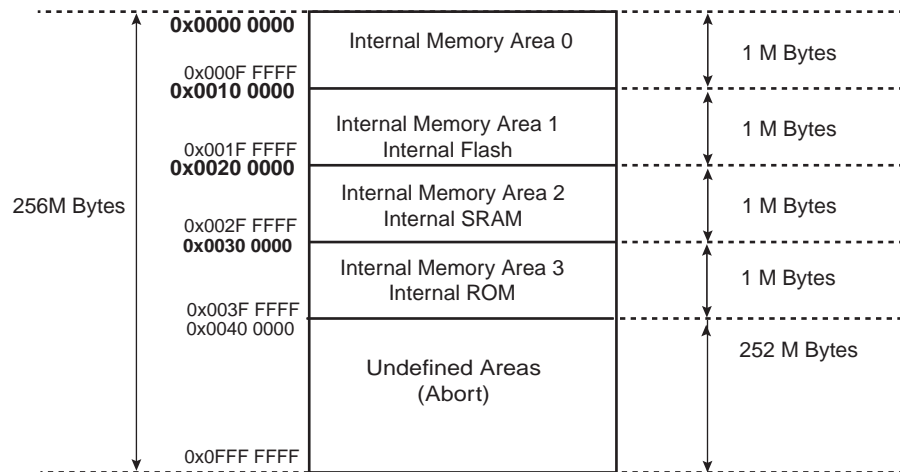 0x0000 0000
Internal Memory Area 0
1 M Bytes
0x000F FFFF
0x0010 0000
Internal Memory Area 1
Internal Flash
1 M Bytes
0x001F FFFF
0x0020 0000
256M Bytes
Internal Memory Area 2
Internal SRAM
1 M Bytes
0x002F FFFF
0x0030 0000
Internal Memory Area 3
Internal ROM
1 M Bytes
0x003F FFFF
0x0040 0000
252 M Bytes
Undefined Areas
(Abort)
0x0FFF FFFF